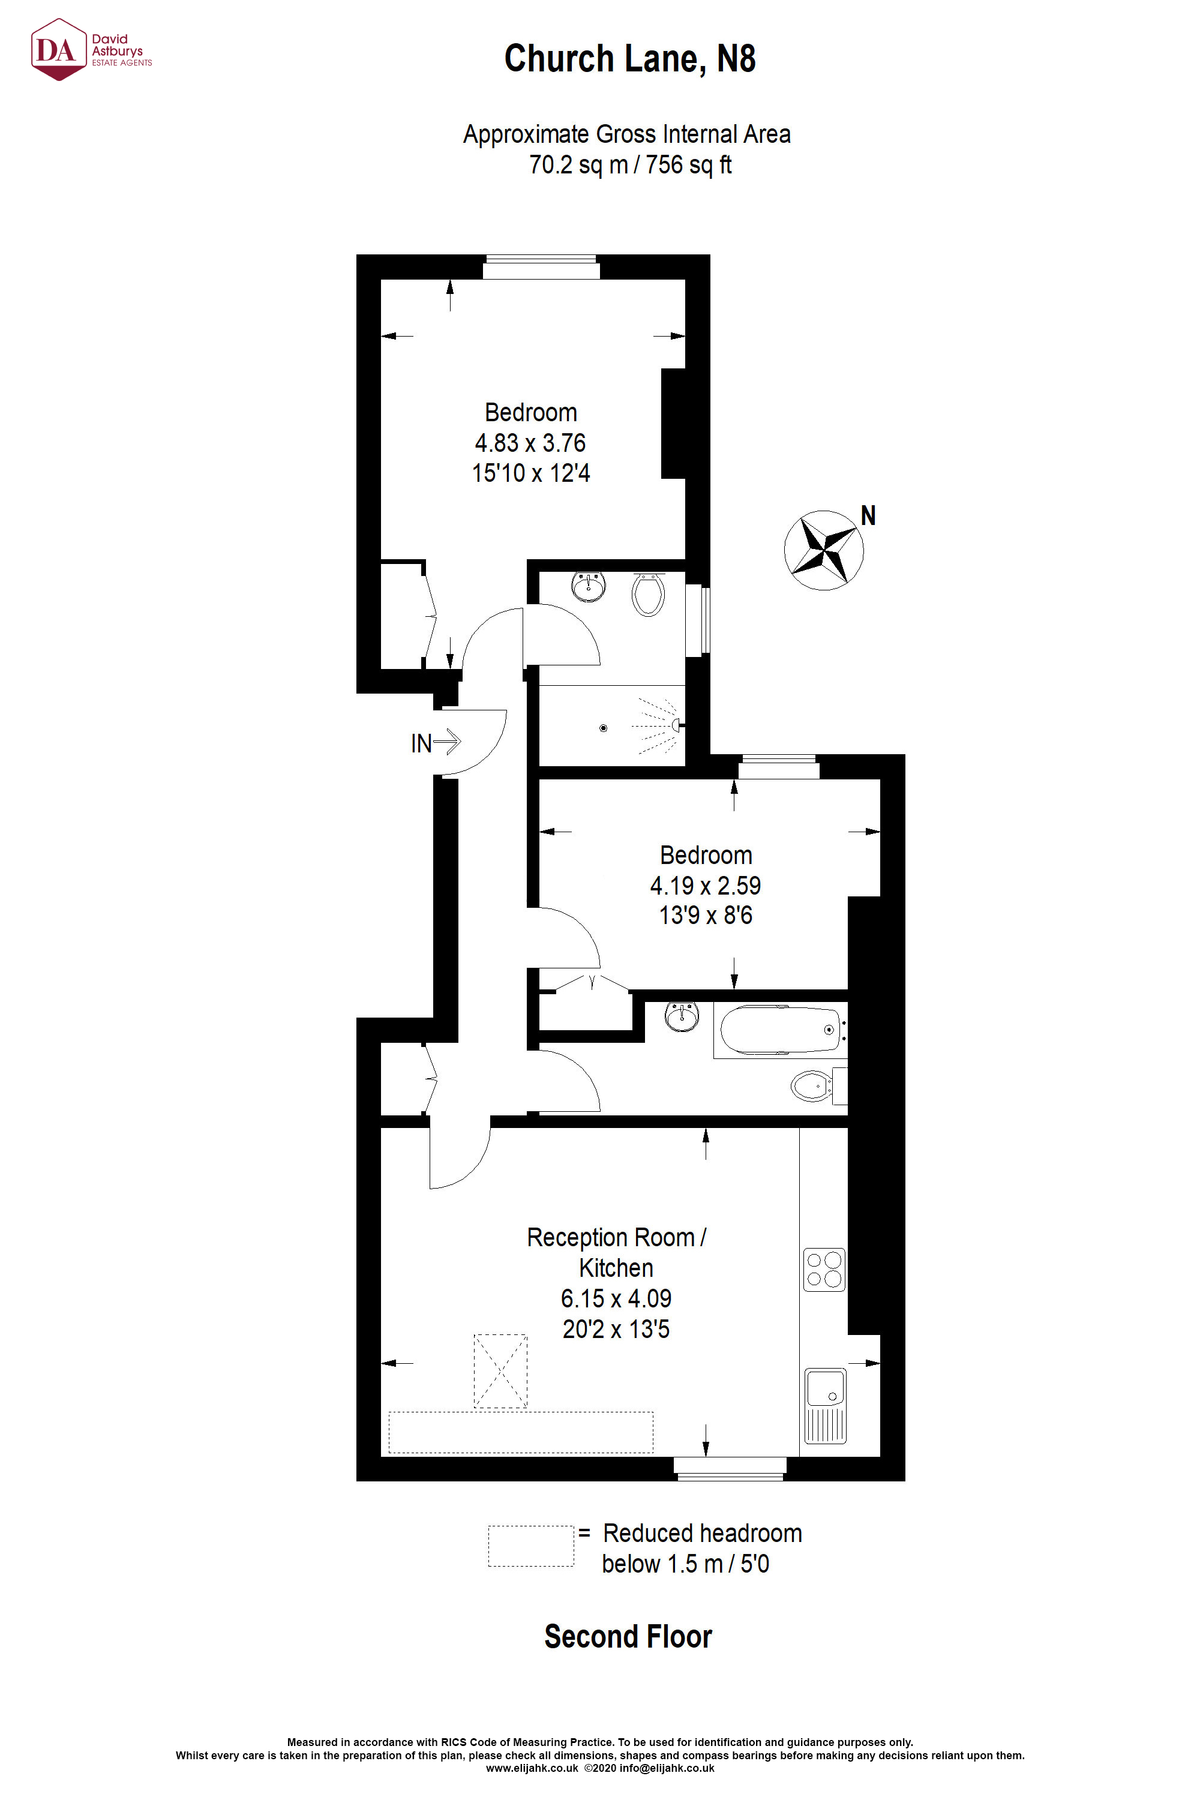 DA
David
Astburys
ESTATE AGENTS
Church Lane, N8
Approximate Gross Internal Area
70.2 sq m / 756 sq ft
Bedroom
4.83 x 3.76
15'10 x 12'4
N
IN
Bedroom
4.19 x 2.59
13'9 x 8'6
Reception Room /
Kitchen
6.15 x 4.09
20'2 x 13'5
= Reduced headroom
below 1.5 m / 5'0
Second Floor
Measured in accordance with RICS Code of Measuring Practice. To be used for identification and guidance purposes only.
Whilst every care is taken in the preparation of this plan, please check all dimensions, shapes and compass bearings before making any decisions reliant upon them.
www.elijahk.co.uk ©2020 info@elijahk.co.uk